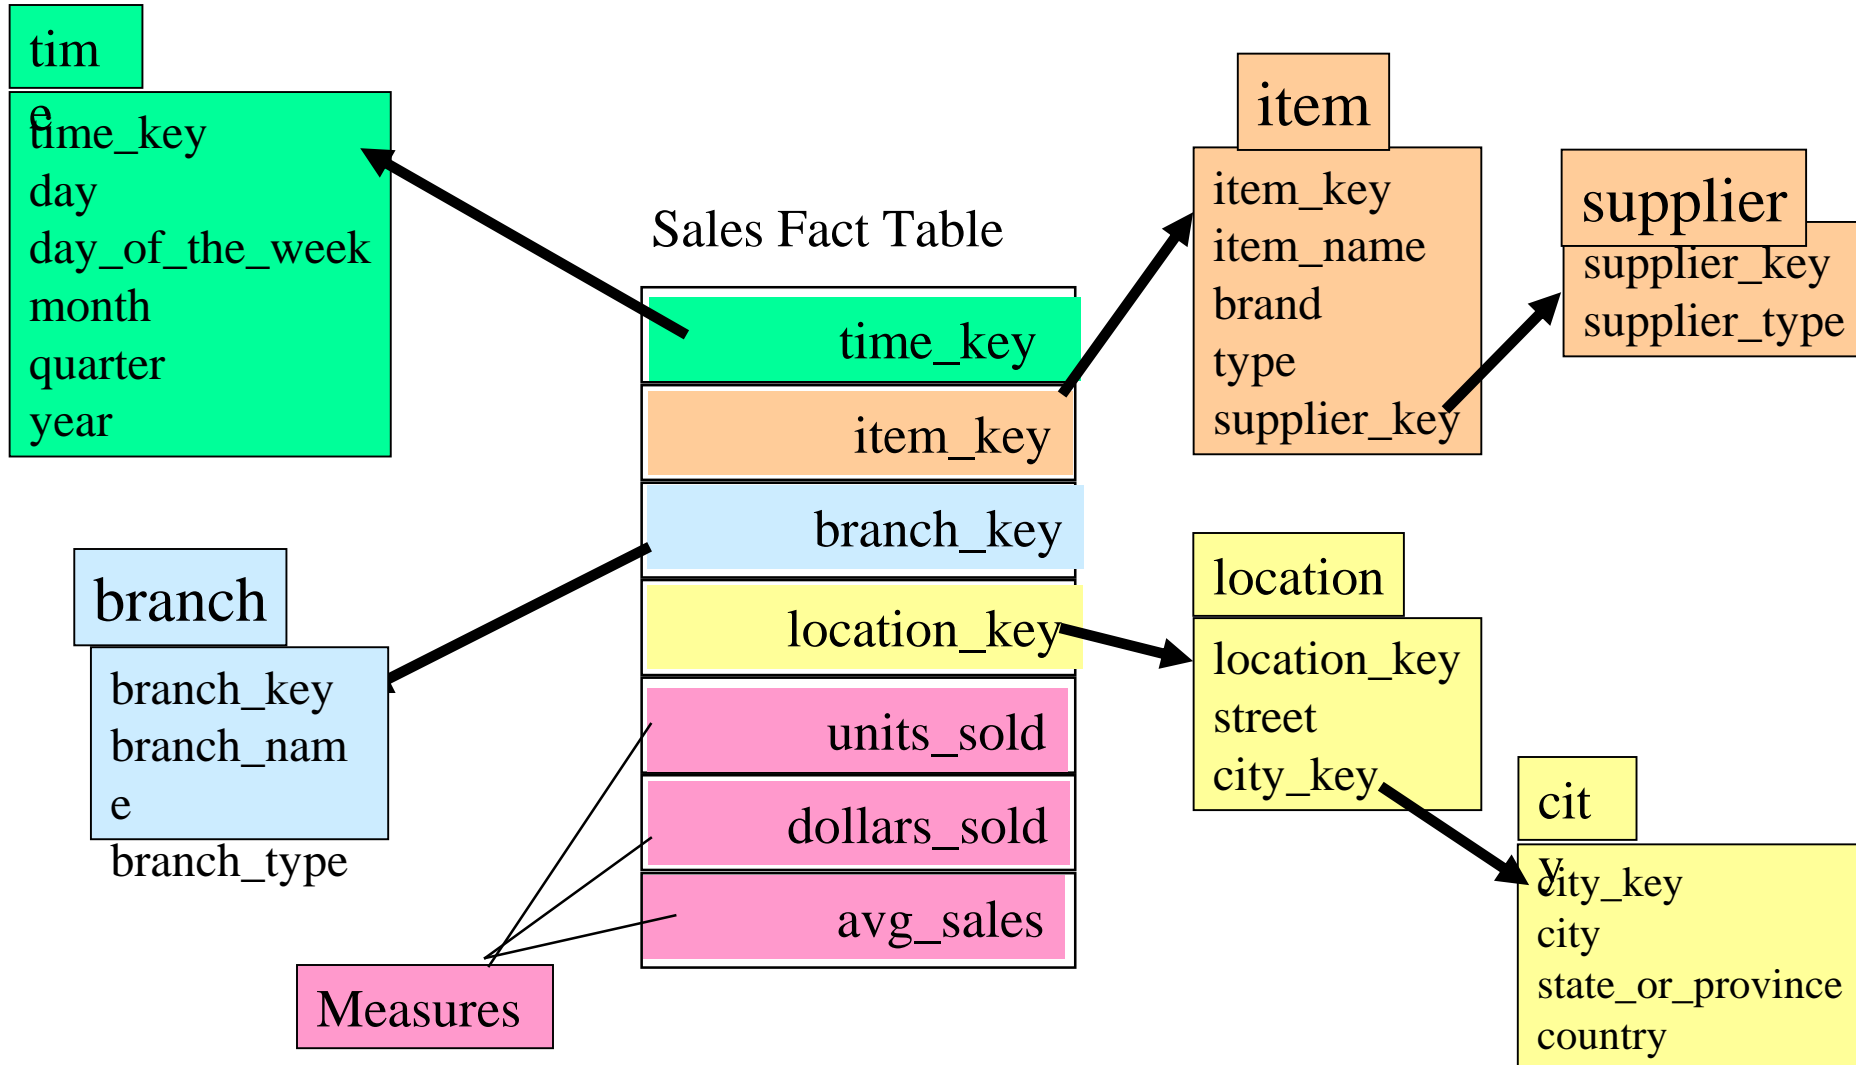 tim
e
time_key
day
day_of_the_week
month
quarter
year
Sales Fact Table
time_key
item_key
branch_key
location_key
units_sold
dollars_sold
avg_sales
item
item_key
item_name
brand
type
supplier_key
supplier
supplier_key
supplier_type
branch
branch_key
branch_nam
e
branch_type
location
location_key
street
city_key
cit
y
city_key
city
state_or_province
country
Measures